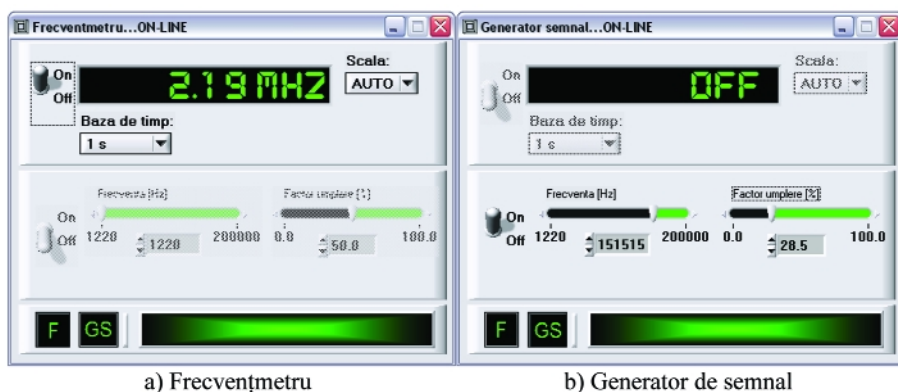 Frecventmetru...ON-LINE
On
Off
2.19MHZ
Scala:
AUTO
Baza de timp:
1 s
On
Off
Frecventa [Hz]
1220
200000
1220
Factor umplere [%]
0.0
100.0
50.0
F
GS
a) Frecvențmetru
Generator semnal...ON-LINE
On
Off
OFF
Scala:
AUTO
Baza de timp:
1 s
On
Off
Frecventa [Hz]
1220
200000
151515
Factor umplere [%]
0.0
100.0
28.5
F
GS
b) Generator de semnal